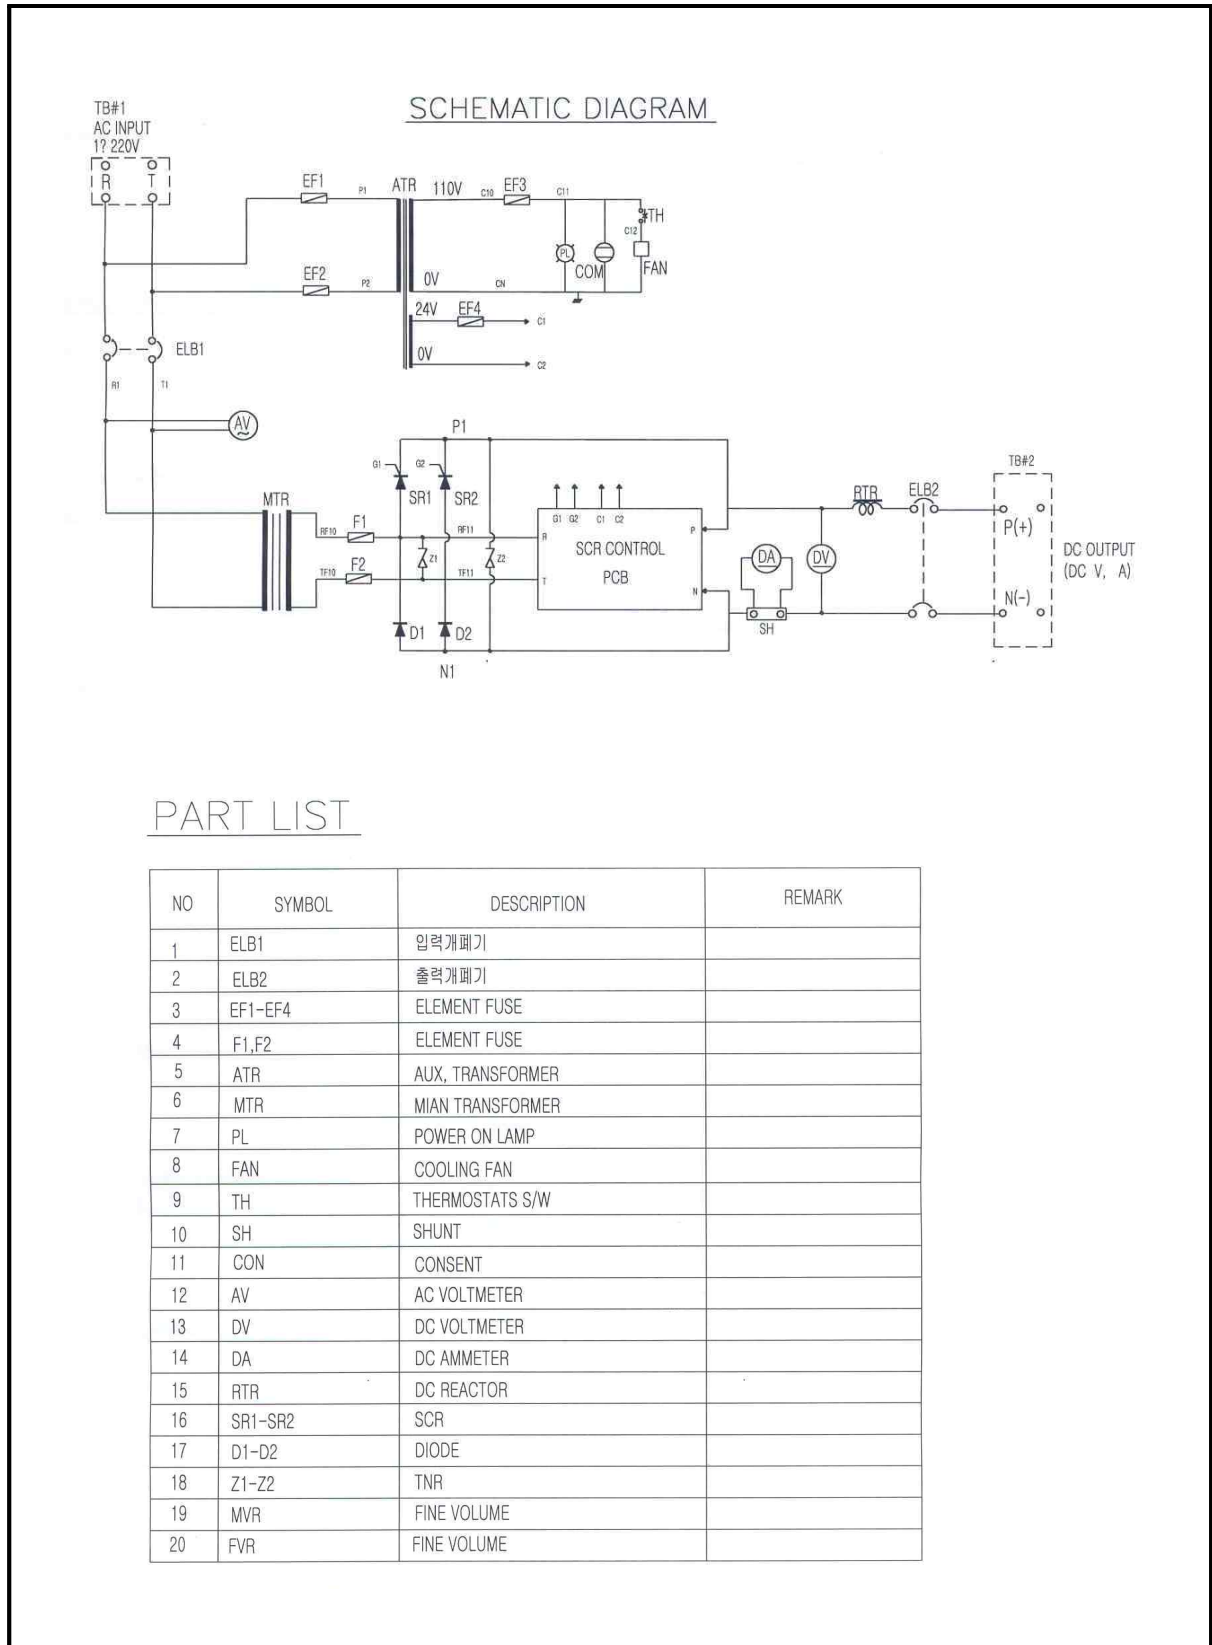 SCHEMATIC DIAGRAM
TB#1
AC INPUT
1? 220V
R T
EF1 P1 ATR 110V C10 EF3 C11
TH
C12
PL COM FAN
EF2 P2 0V CN
24V EF4 C1
0V C2
ELB1
R1 T1
AV
P1
G1 G2
SR1 SR2
MTR
RF10 F1 RF11
TF10 F2 Z1 TF11 Z2
G1 G2 C1 C2
R P
SCR CONTROL
PCB
T N
D1 D2
N1
DA DV
SH
RTR ELB2
TB#2
P(+)
N(-)
DC OUTPUT
(DC V, A)
PART LIST
NO SYMBOL DESCRIPTION REMARK
1 ELB1 입력개폐기
2 ELB2 출력개폐기
3 EF1-EF4 ELEMENT FUSE
4 F1,F2 ELEMENT FUSE
5 ATR AUX, TRANSFORMER
6 MTR MIAN TRANSFORMER
7 PL POWER ON LAMP
8 FAN COOLING FAN
9 TH THERMOSTATS S/W
10 SH SHUNT
11 CON CONSENT
12 AV AC VOLTMETER
13 DV DC VOLTMETER
14 DA DC AMMETER
15 RTR DC REACTOR
16 SR1-SR2 SCR
17 D1-D2 DIODE
18 Z1-Z2 TNR
19 MVR FINE VOLUME
20 FVR FINE VOLUME